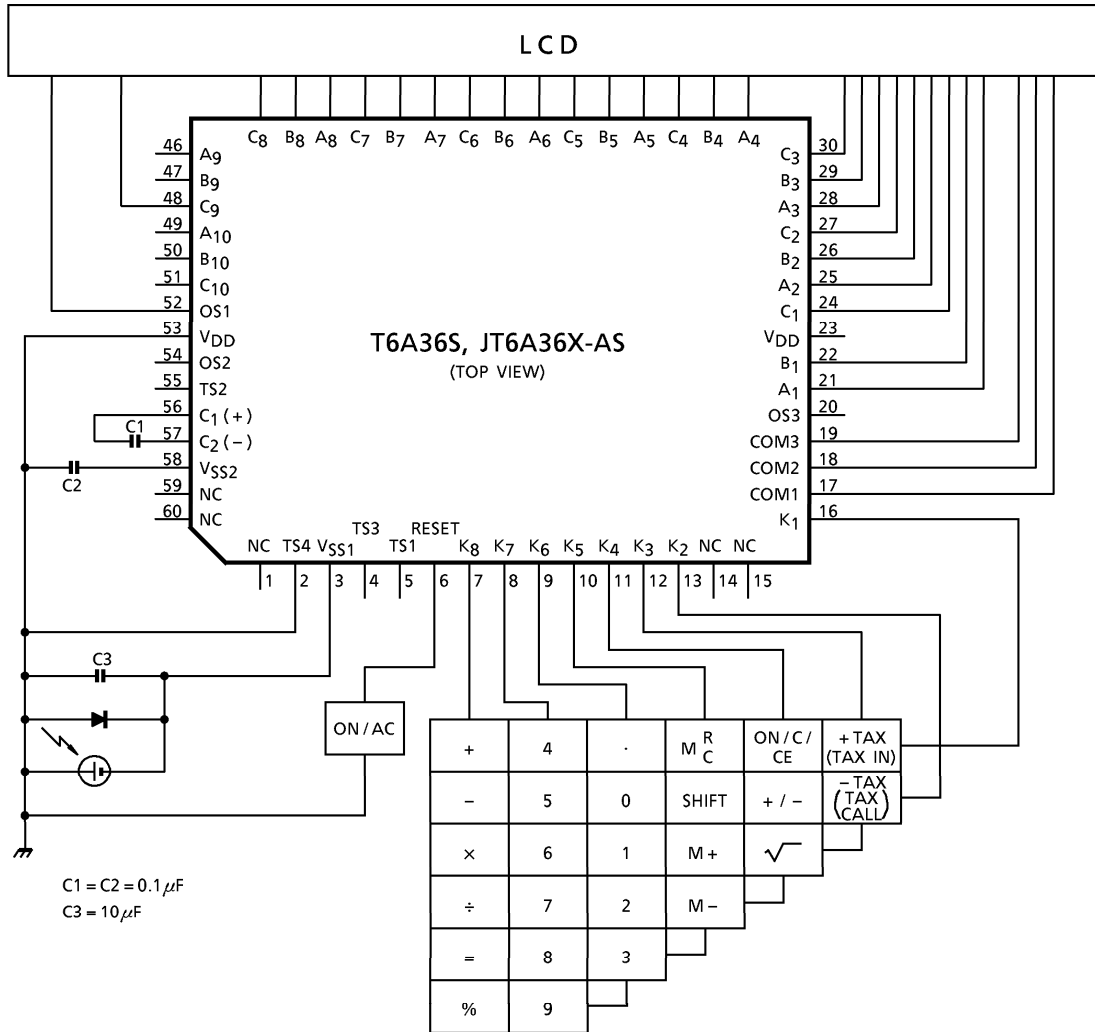 LCD
C8 B8 A8 C7 B7 A7 C6 B6 A6 C5 B5 A5 C4 B4 A4
46 A9
47 B9
48 C9
49 A10
50 B10
51 C10
52 OS1
53 VDD
54 OS2
55 TS2
56 C1 (+)
57 C2 (−)
58 VSS2
59 NC
60 NC
C1
C2
T6A36S, JT6A36X-AS
(TOP VIEW)
C3 30
B3 29
A3 28
C2 27
B2 26
A2 25
C1 24
VDD 23
B1 22
A1 21
OS3 20
COM3 19
COM2 18
COM1 17
K1 16
NC TS4 VSS1 TS3 TS1 RESET K8 K7 K6 K5 K4 K3 K2 NC NC
1 2 3 4 5 6 7 8 9 10 11 12 13 14 15
C3
ON/AC
+ 4 · M R C ON/C/ CE +TAX (TAX IN)
− 5 0 SHIFT +/− −TAX (TAX CALL)
× 6 1 M+ √
÷ 7 2 M−
= 8 3
% 9
C1 = C2 = 0.1 μF
C3 = 10 μF